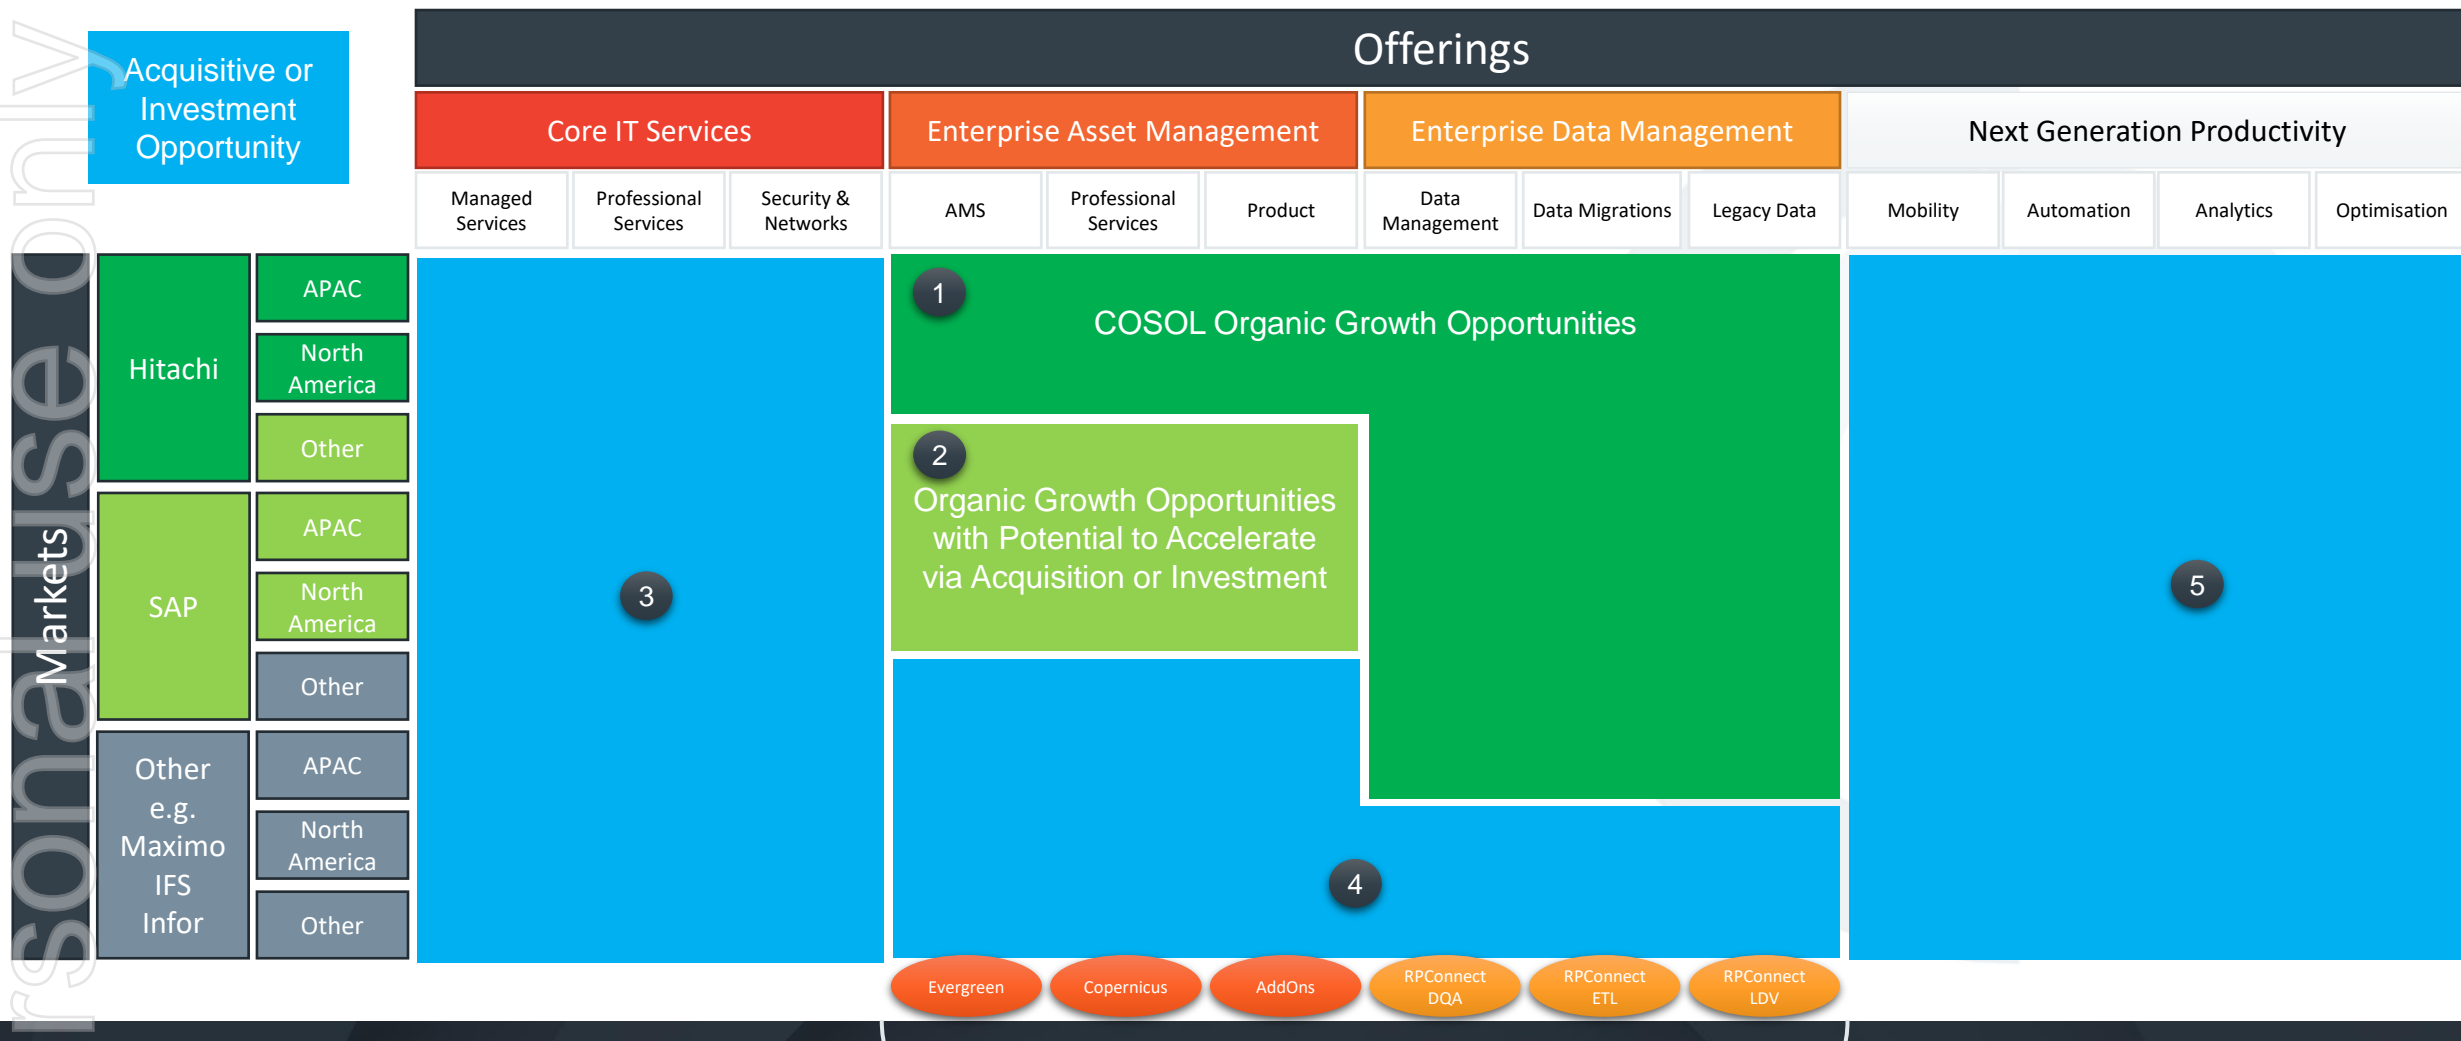 Acquisitive or
Investment
Opportunity
Offerings
Core IT Services
Enterprise Asset Management
Enterprise Data Management
Next Generation Productivity
Managed
Services
Professional
Services
Security &
Networks
AMS
Professional
Services
Product
Data
Management
Data Migrations
Legacy Data
Mobility
Automation
Analytics
Optimisation
Markets
Hitachi
APAC
North
America
Other
SAP
APAC
North
America
Other
Other
e.g.
Maximo
IFS
Infor
APAC
North
America
Other
1
COSOL Organic Growth Opportunities
2
Organic Growth Opportunities
with Potential to Accelerate
via Acquisition or Investment
3
4
5
Evergreen
Copernicus
AddOns
RPConnect
DQA
RPConnect
ETL
RPConnect
LDV
rsonal use only